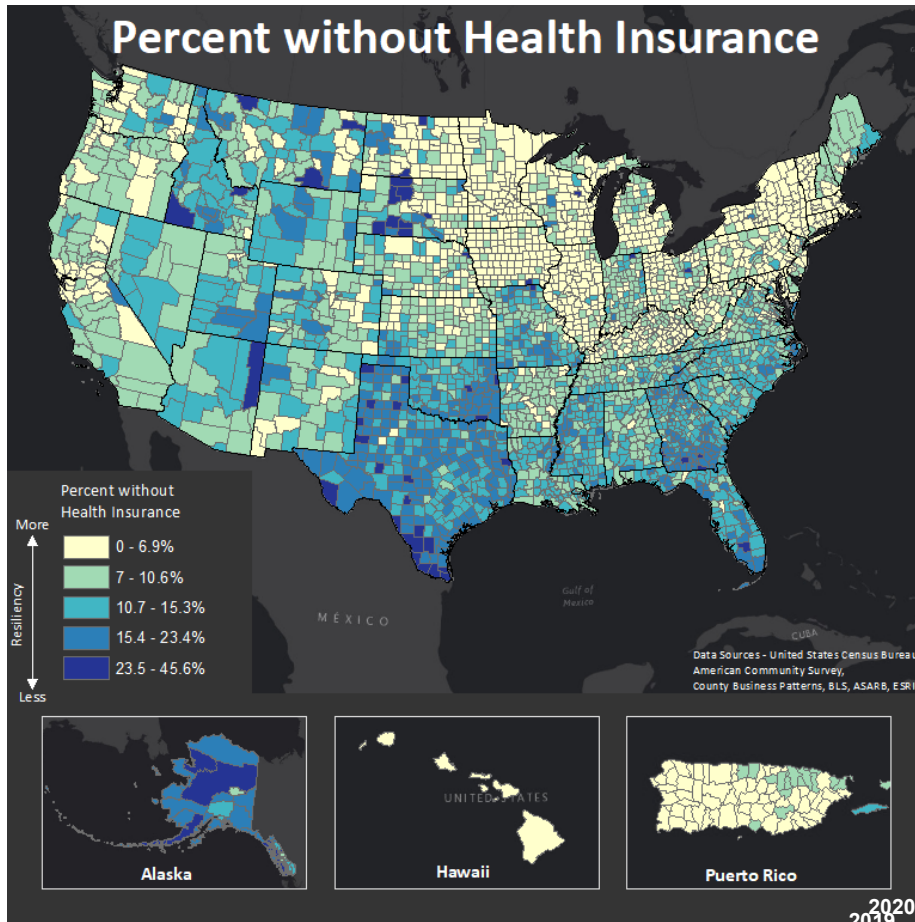 Percent without Health Insurance
Percent without
Health Insurance
More
Resiliency
Less
0 - 6.9%
7 - 10.6%
10.7 - 15.3%
15.4 - 23.4%
23.5 - 45.6%
MÉXICO
Gulf of
Mexico
CUBA
Data Sources - United States Census Bureau
American Community Survey,
County Business Patterns, BLS, ASARB, ESRI
UNITED STATES
Alaska
Hawaii
Puerto Rico
2020
2019